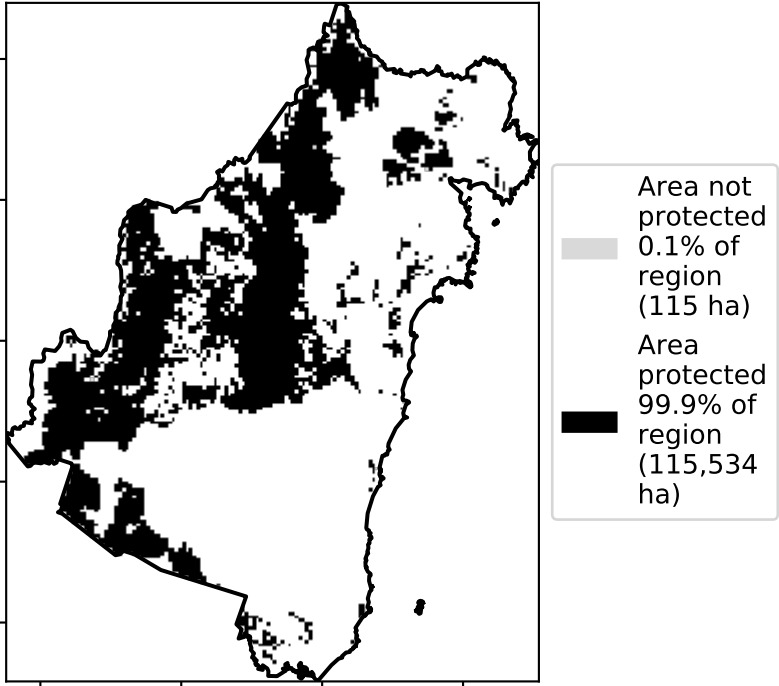 Area not
protected
0.1% of
region
(115 ha)
Area
protected
99.9% of
region
(115,534
ha)